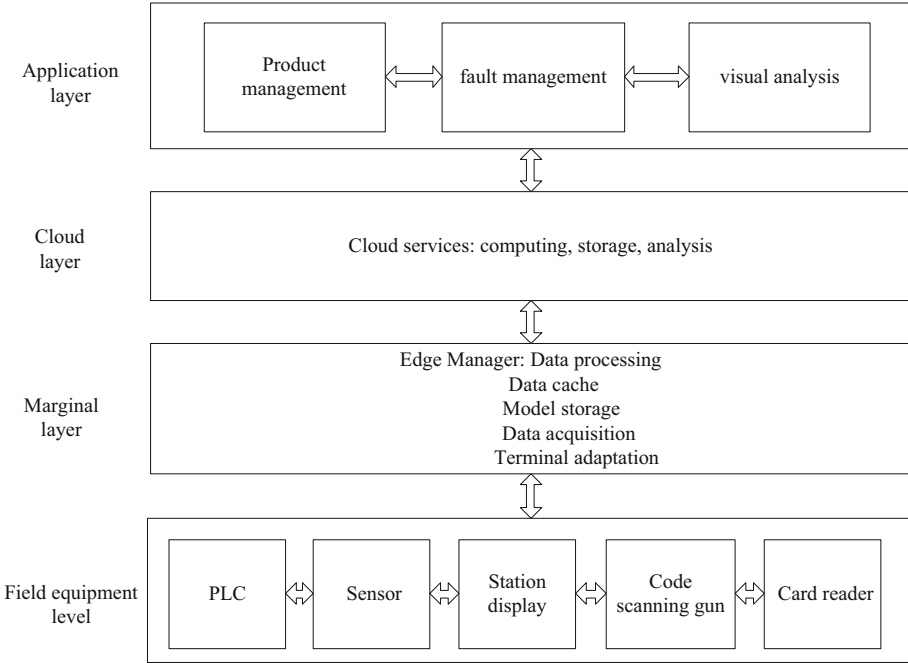 Application
layer
Product
management
fault management
visual analysis
Cloud
layer
Cloud services: computing, storage, analysis
Marginal
layer
Edge Manager: Data processing
Data cache
Model storage
Data acquisition
Terminal adaptation
Field equipment
level
PLC
Sensor
Station
display
Code
scanning gun
Card reader